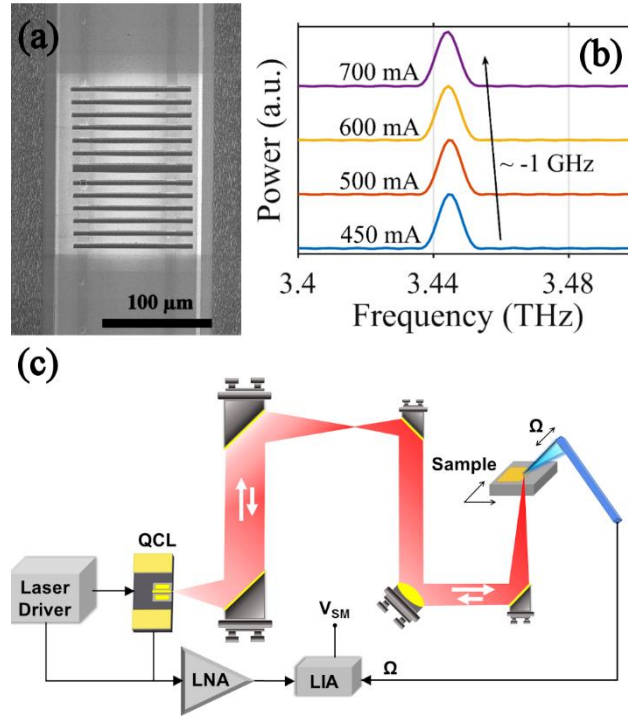 (a)
100 µm
(b)
Power (a.u.)
700 mA
600 mA
500 mA
450 mA
~ -1 GHz
3.4
3.44
3.48
Frequency (THz)
(c)
Ω
Sample
QCL
Laser
Driver
V_SM
LNA
LIA
Ω